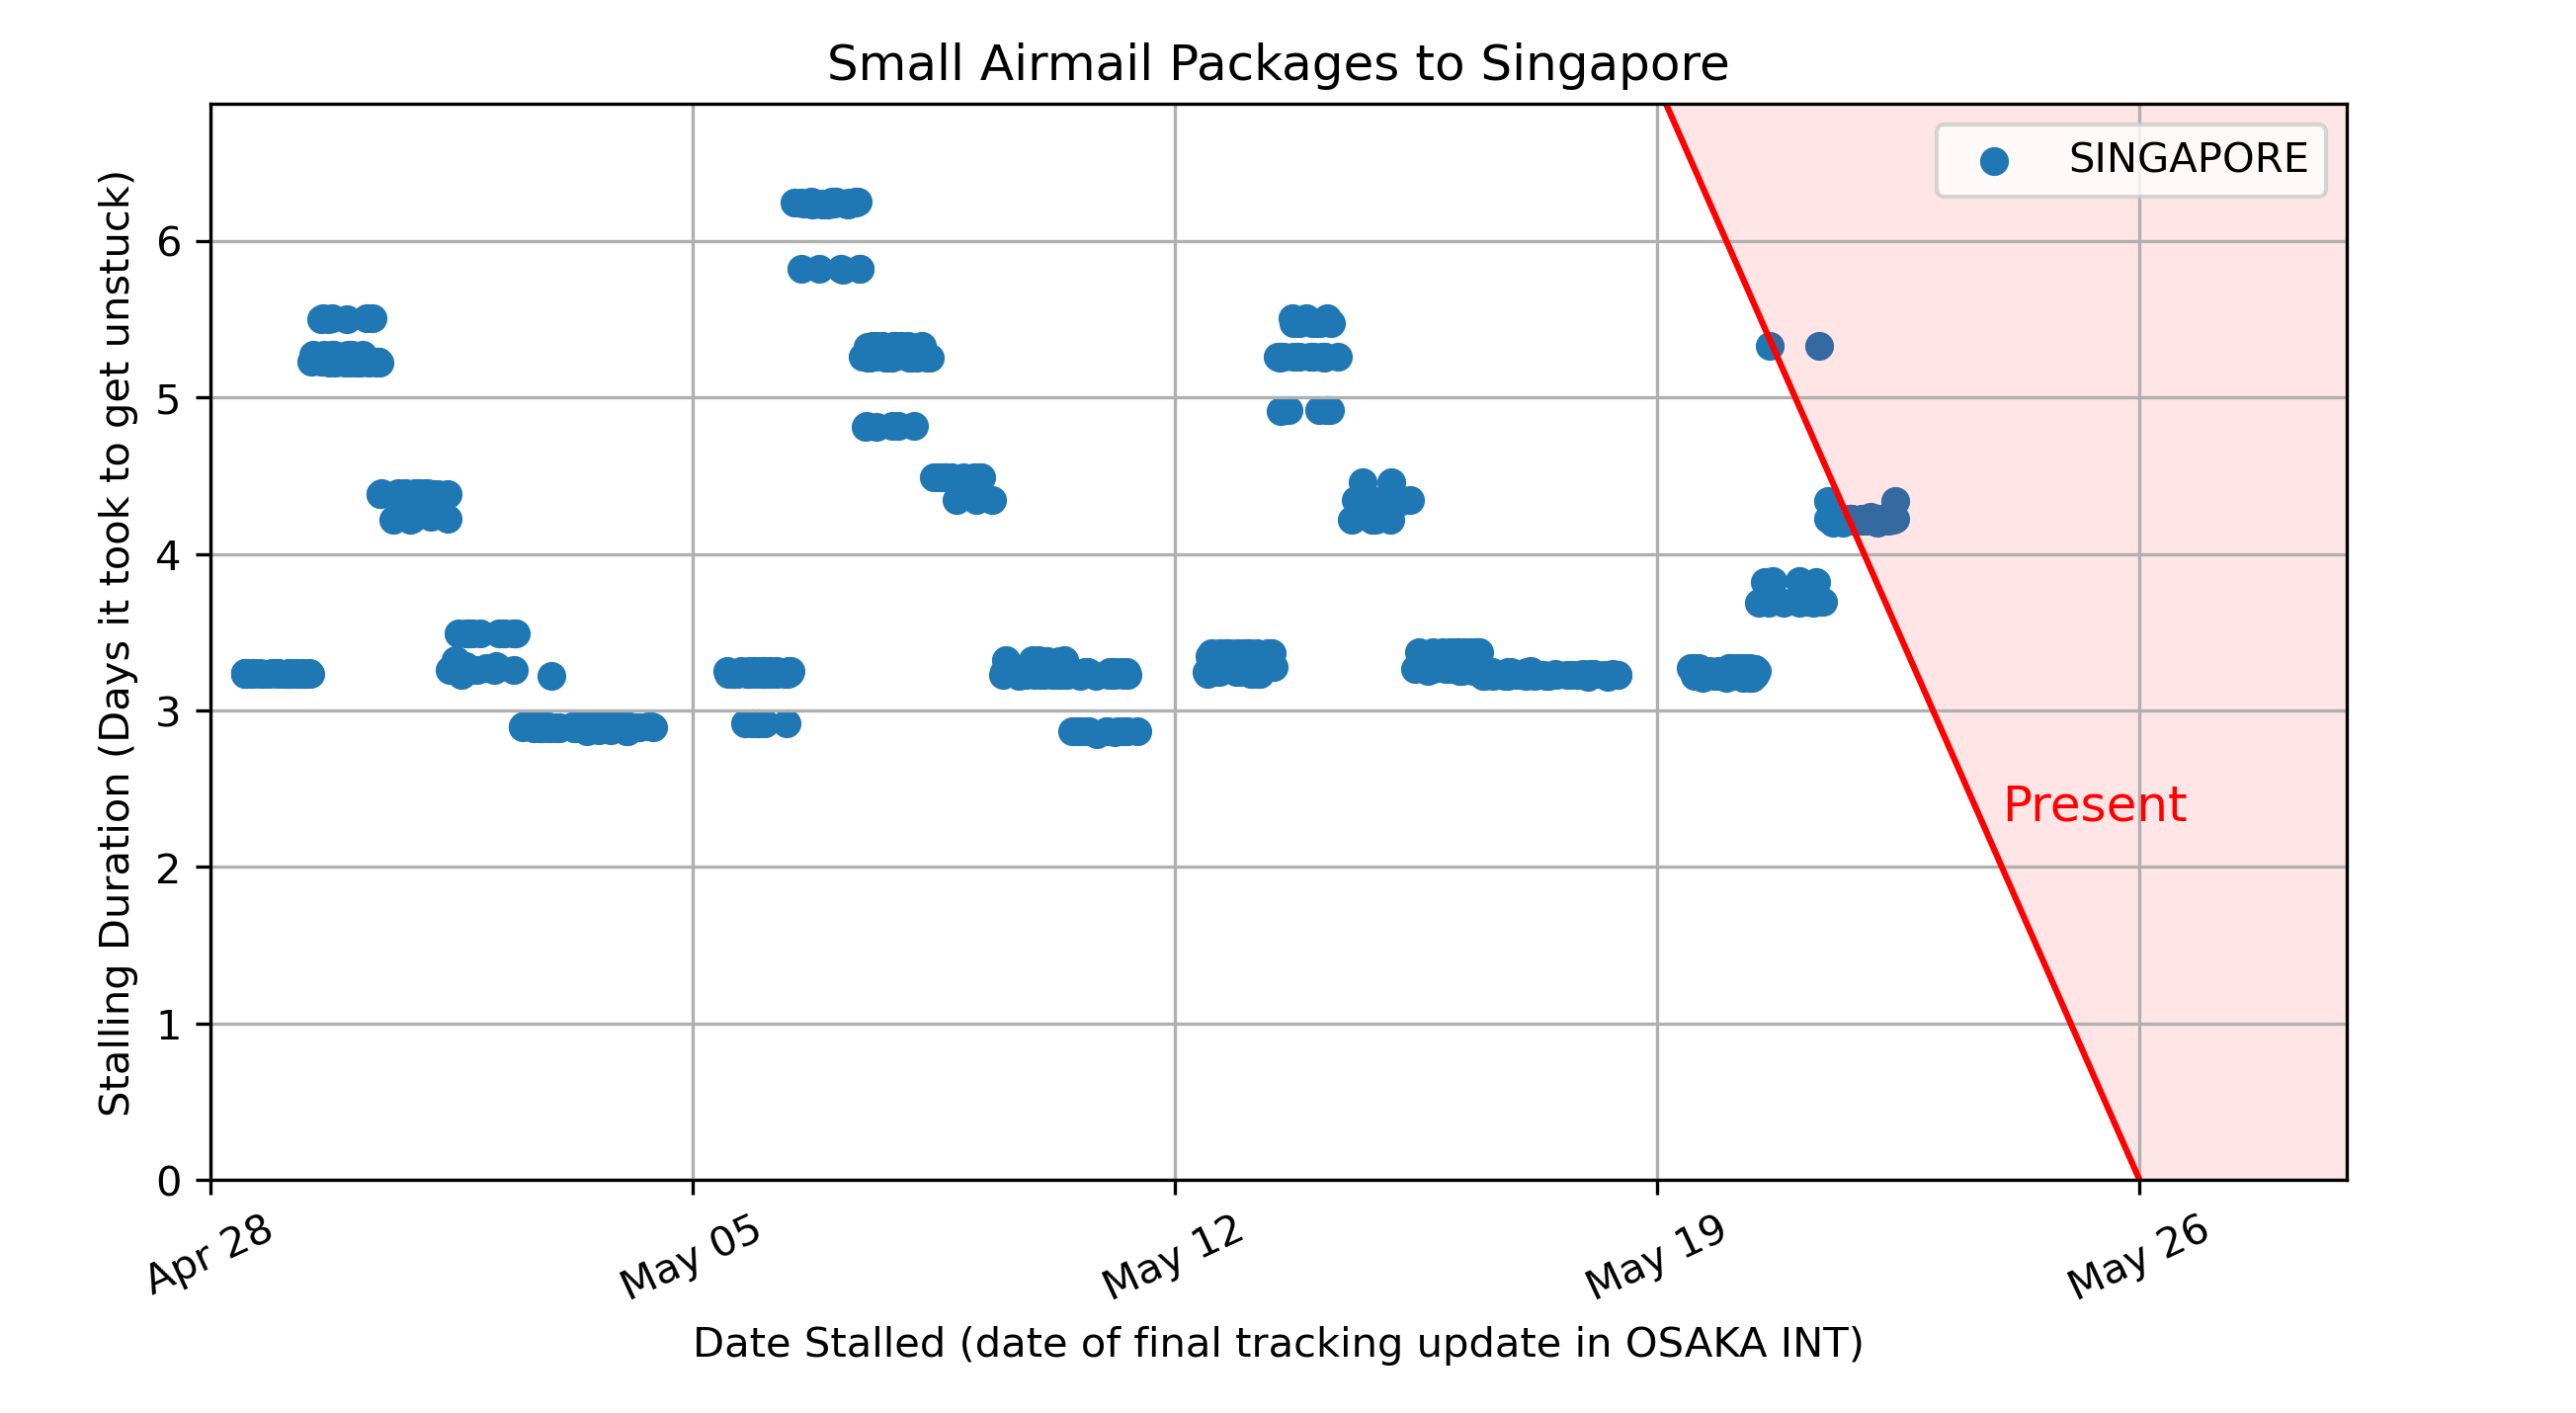 Small Airmail Packages to Singapore
SINGAPORE
Stalling Duration (Days it took to get unstuck)
6
5
4
3
2
1
0
Present
Apr 28
May 05
May 12
May 19
May 26
Date Stalled (date of final tracking update in OSAKA INT)